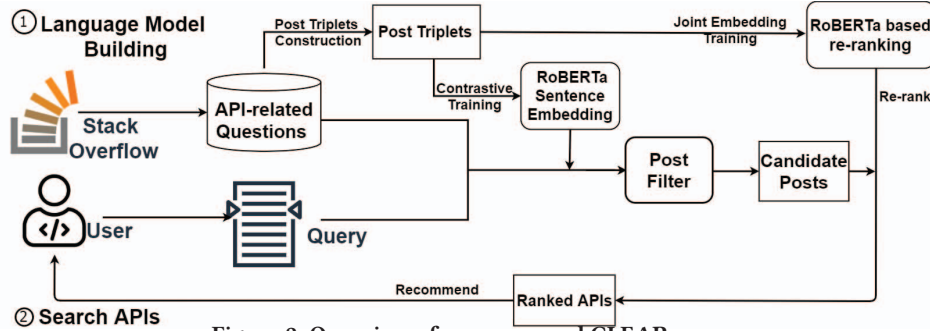 1 Language Model
Building
Post Triplets
Construction
Post Triplets
Joint Embedding
Training
RoBERTa based
re-ranking
Contrastive
Training
RoBERTa
Sentence
Embedding
Re-rank
Stack
Overflow
API-related
Questions
Post
Filter
Candidate
Posts
</>
User
Query
Recommend
Ranked APIs
2 Search APIs